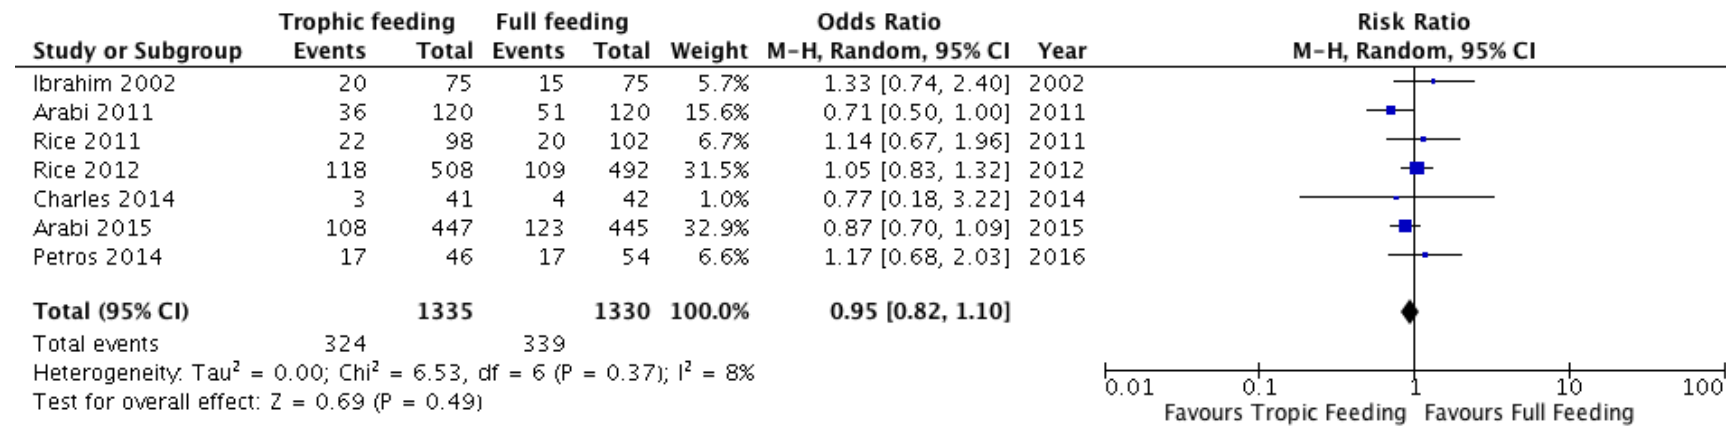 Trophic feeding Full feeding Odds Ratio Risk Ratio
Study or Subgroup Events Total Events Total Weight M-H, Random, 95% CI Year M-H, Random, 95% CI
Ibrahim 2002 20 75 15 75 5.7% 1.33 [0.74, 2.40] 2002
Arabi 2011 36 120 51 120 15.6% 0.71 [0.50, 1.00] 2011
Rice 2011 22 98 20 102 6.7% 1.14 [0.67, 1.96] 2011
Rice 2012 118 508 109 492 31.5% 1.05 [0.83, 1.32] 2012
Charles 2014 3 41 4 42 1.0% 0.77 [0.18, 3.22] 2014
Arabi 2015 108 447 123 445 32.9% 0.87 [0.70, 1.09] 2015
Petros 2014 17 46 17 54 6.6% 1.17 [0.68, 2.03] 2016
Total (95% CI) 1335 1330 100.0% 0.95 [0.82, 1.10]
Total events 324 339
Heterogeneity: Tau² = 0.00; Chi² = 6.53, df = 6 (P = 0.37); I² = 8%
Test for overall effect: Z = 0.69 (P = 0.49)
0.01 0.1 1 10 100
Favours Tropic Feeding Favours Full Feeding